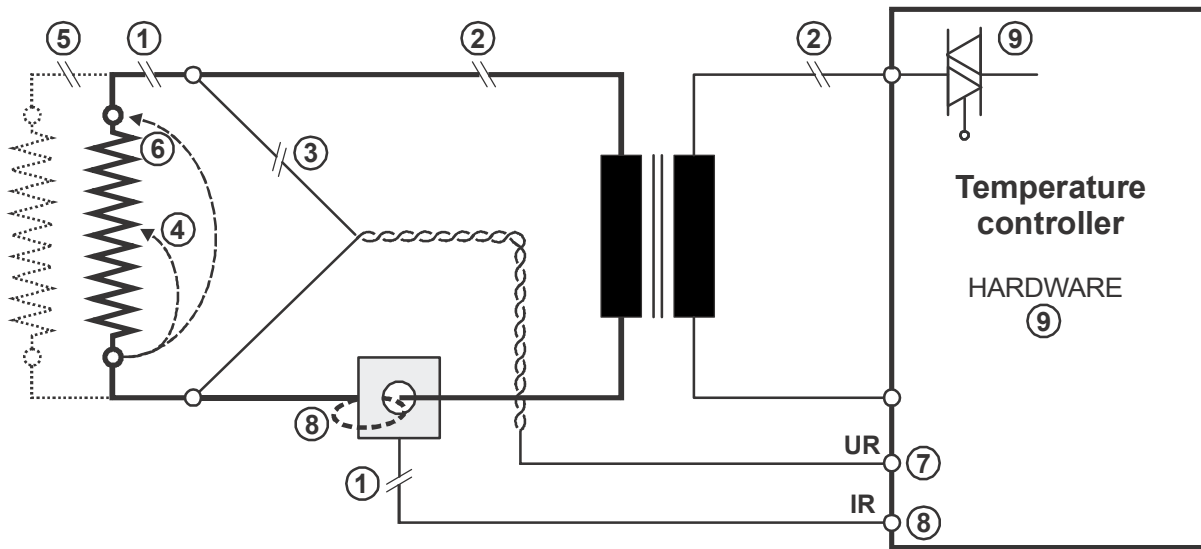 ⑤ ① ② ② ⑨
⑥ ③
④
Temperature
controller
HARDWARE
⑨
⑧
UR ⑦
①
IR ⑧